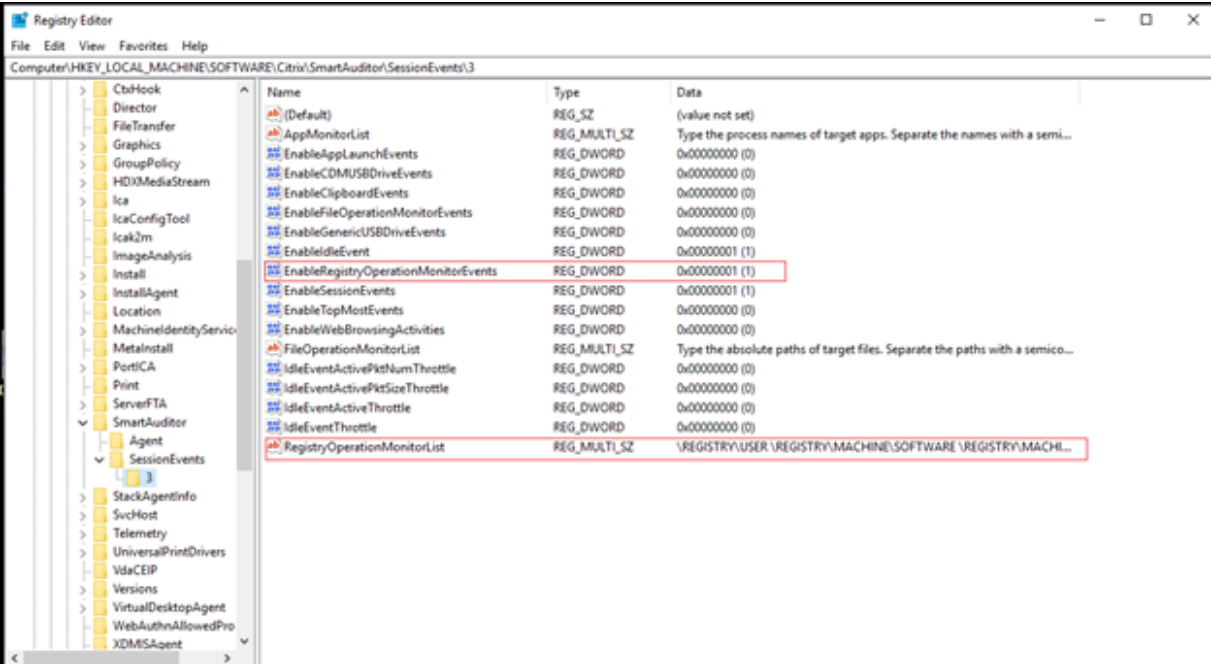 Registry Editor
File Edit View Favorites Help
Computer\HKEY_LOCAL_MACHINE\SOFTWARE\Citrix\SmartAuditor\SessionEvents\3
CtxHook
Director
FileTransfer
Graphics
GroupPolicy
HDXMediaStream
Ica
IcaConfigTool
Icak2m
ImageAnalysis
Install
InstallAgent
Location
MachineIdentityService
MetaInstall
PortICA
Print
ServerFTA
SmartAuditor
Agent
SessionEvents
3
StackAgentInfo
SvcHost
Telemetry
UniversalPrintDrivers
VdaCEIP
Versions
VirtualDesktopAgent
WebAuthnAllowedPro
XDMISAgent
Name Type Data
(Default) REG_SZ (value not set)
AppMonitorList REG_MULTI_SZ Type the process names of target apps. Separate the names with a semi...
EnableAppLaunchEvents REG_DWORD 0x00000000 (0)
EnableCDMUSBDriveEvents REG_DWORD 0x00000000 (0)
EnableClipboardEvents REG_DWORD 0x00000000 (0)
EnableFileOperationMonitorEvents REG_DWORD 0x00000000 (0)
EnableGenericUSBDriveEvents REG_DWORD 0x00000000 (0)
EnableIdleEvent REG_DWORD 0x00000001 (1)
EnableRegistryOperationMonitorEvents REG_DWORD 0x00000001 (1)
EnableSessionEvents REG_DWORD 0x00000001 (1)
EnableTopMostEvents REG_DWORD 0x00000000 (0)
EnableWebBrowsingActivities REG_DWORD 0x00000000 (0)
FileOperationMonitorList REG_MULTI_SZ Type the absolute paths of target files. Separate the paths with a semico...
IdleEventActivePktNumThrottle REG_DWORD 0x00000000 (0)
IdleEventActivePktSizeThrottle REG_DWORD 0x00000000 (0)
IdleEventActiveThrottle REG_DWORD 0x00000000 (0)
IdleEventThrottle REG_DWORD 0x00000000 (0)
RegistryOperationMonitorList REG_MULTI_SZ \REGISTRY\USER \REGISTRY\MACHINE\SOFTWARE \REGISTRY\MACHI...